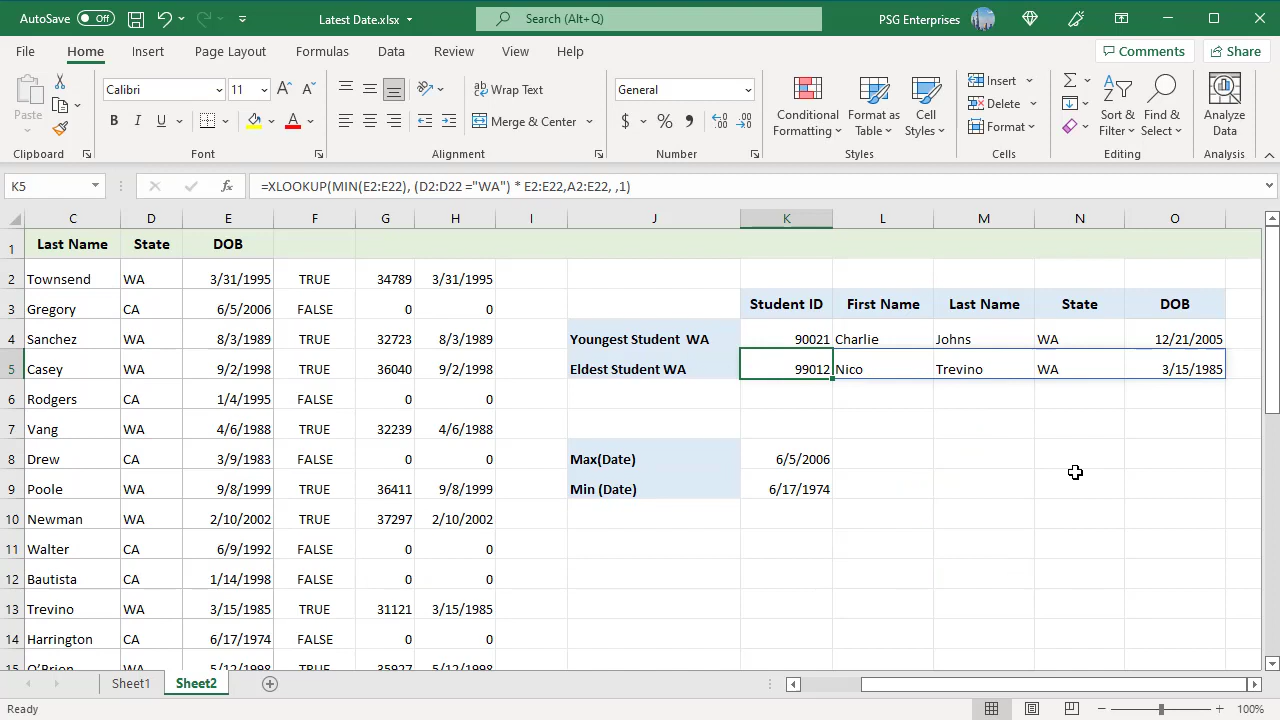 AutoSave Off Latest Date.xlsx Search (Alt+Q) PSG Enterprises
File Home Insert Page Layout Formulas Data Review View Help Comments Share
Paste Calibri 11 Wrap Text General Conditional Formatting Format as Table Cell Styles Insert Sort & Filter Find & Select Analyze Data
B I U A Merge & Center $ % Delete
Format
Clipboard Font Alignment Number Styles Cells Editing Analysis
K5 fx =XLOOKUP(MIN(E2:E22), (D2:D22 ="WA") * E2:E22,A2:E22, ,1)
C D E F G H I J K L M N O
1 Last Name State DOB
2 Townsend WA 3/31/1995 TRUE 34789 3/31/1995
3 Gregory CA 6/5/2006 FALSE 0 0 Student ID First Name Last Name State DOB
4 Sanchez WA 8/3/1989 TRUE 32723 8/3/1989 Youngest Student WA 90021 Charlie Johns WA 12/21/2005
5 Casey WA 9/2/1998 TRUE 36040 9/2/1998 Eldest Student WA 99012 Nico Trevino WA 3/15/1985
6 Rodgers CA 1/4/1995 FALSE 0 0
7 Vang WA 4/6/1988 TRUE 32239 4/6/1988
8 Drew CA 3/9/1983 FALSE 0 0 Max(Date) 6/5/2006
9 Poole WA 9/8/1999 TRUE 36411 9/8/1999 Min (Date) 6/17/1974
10 Newman WA 2/10/2002 TRUE 37297 2/10/2002
11 Walter CA 6/9/1992 FALSE 0 0
12 Bautista CA 1/14/1998 FALSE 0 0
13 Trevino WA 3/15/1985 TRUE 31121 3/15/1985
14 Harrington CA 6/17/1974 FALSE 0 0
15 O'Brien WA 5/12/1998 TRUE 35927 5/12/1998
Sheet1 Sheet2
Ready 100%